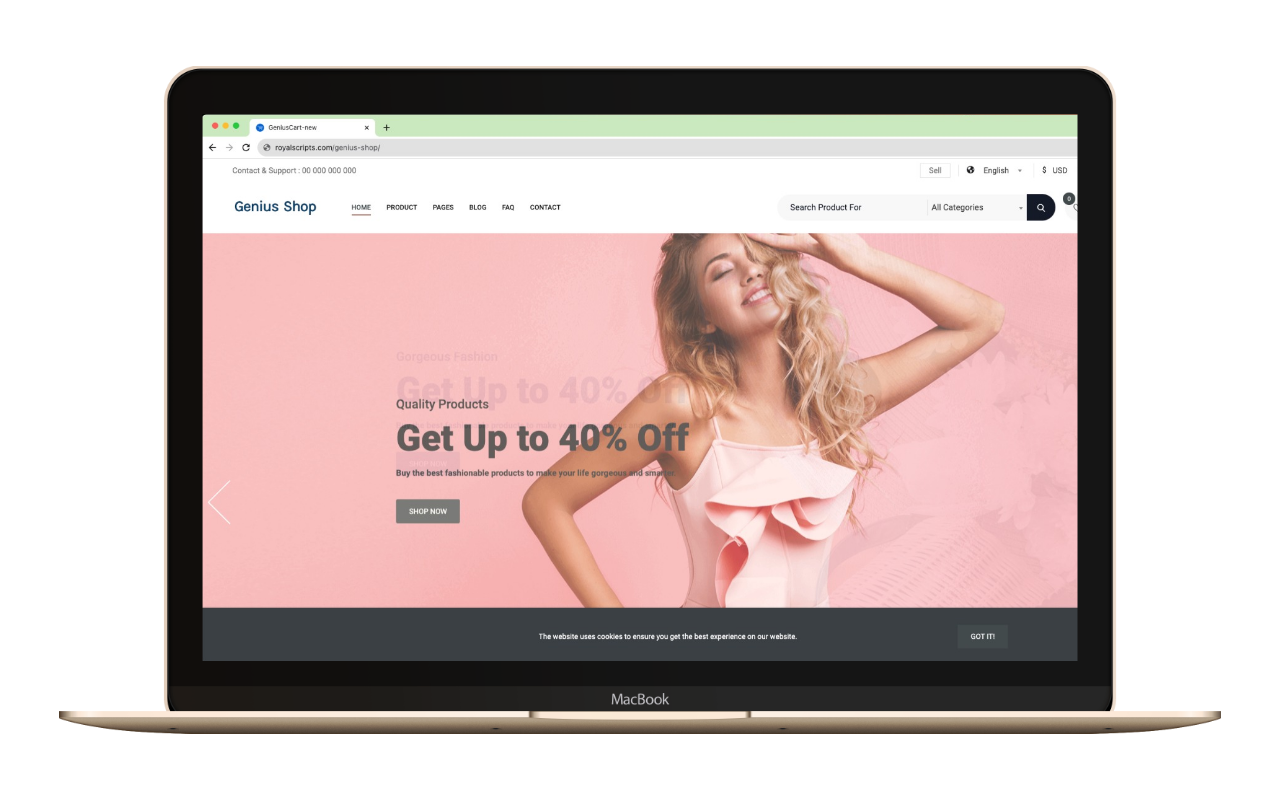 GeniusCart-new
royalscripts.com/genius-shop/
Contact & Support : 00 000 000 000
Sell
English
$ USD
Genius Shop
HOME PRODUCT PAGES BLOG FAQ CONTACT
Search Product For
All Categories
0
Gorgeous Fashion
Get Up to 40% Off
Quality Products
Get Up to 40% Off
Buy the best fashionable products to make your life gorgeous and smarter
SHOP NOW
The website uses cookies to ensure you get the best experience on our website.
GOT IT!
MacBook